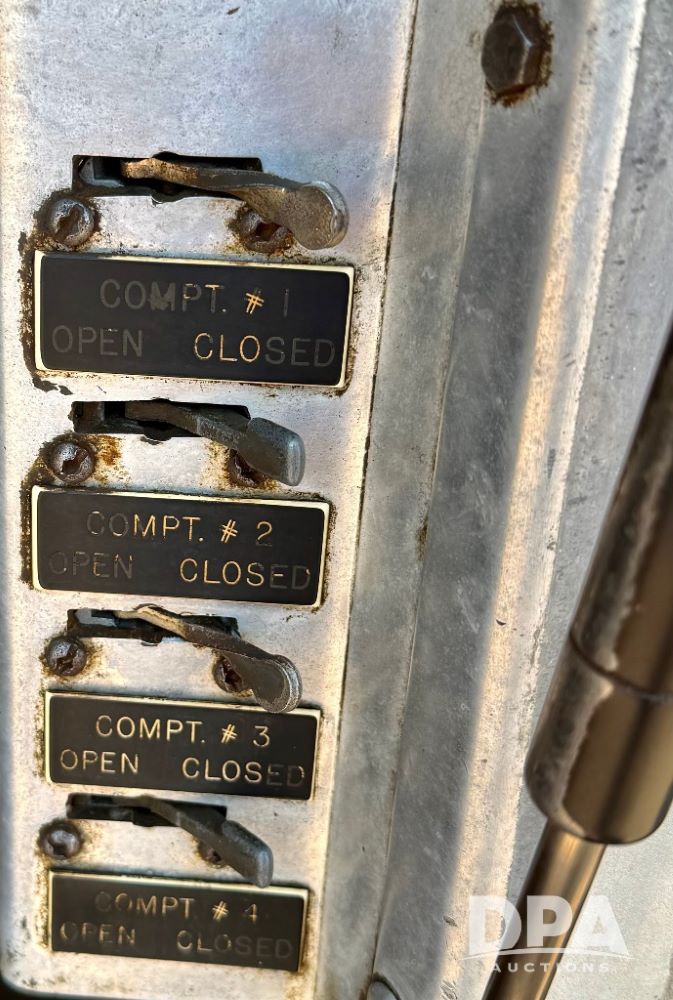 COMPT. # 1
OPEN CLOSED
COMPT. # 2
OPEN CLOSED
COMPT. # 3
OPEN CLOSED
COMPT. # 4
OPEN CLOSED
DPA
AUCTIONS